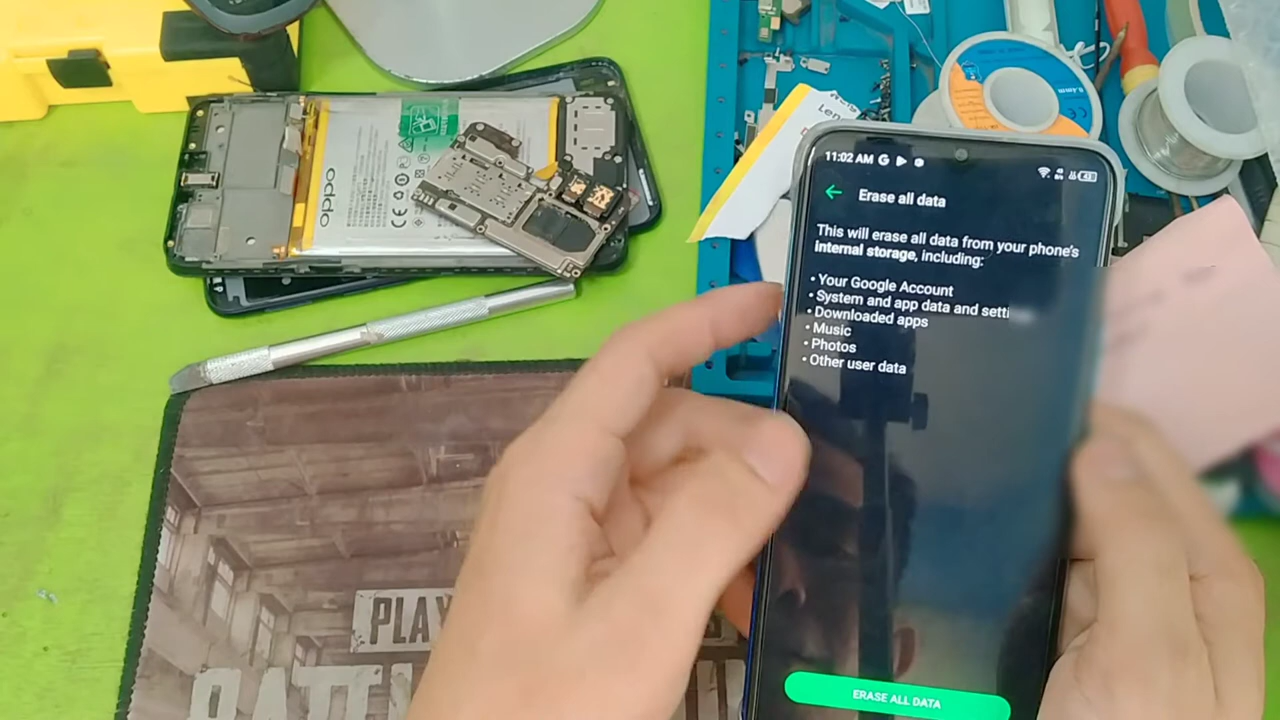 11:02 AM G
Erase all data
This will erase all data from your phone's
internal storage, including:
• Your Google Account
• System and app data and setti
• Downloaded apps
• Music
• Photos
• Other user data
ERASE ALL DATA
oppo
CE
PLAY
BATTL